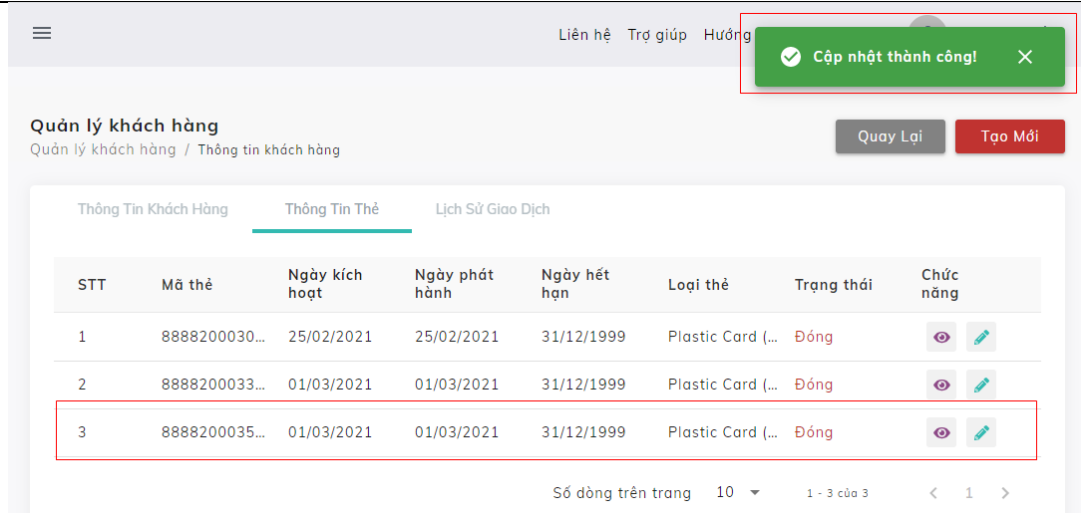 Liên hệ Trợ giúp Hướng
Cập nhật thành công!
Quản lý khách hàng
Quản lý khách hàng / Thông tin khách hàng
Quay Lại Tạo Mới
Thông Tin Khách Hàng Thông Tin Thẻ Lịch Sử Giao Dịch
STT Mã thẻ Ngày kích hoạt Ngày phát hành Ngày hết hạn Loại thẻ Trạng thái Chức năng
1 8888200030... 25/02/2021 25/02/2021 31/12/1999 Plastic Card (... Đóng
2 8888200033... 01/03/2021 01/03/2021 31/12/1999 Plastic Card (... Đóng
3 8888200035... 01/03/2021 01/03/2021 31/12/1999 Plastic Card (... Đóng
Số dòng trên trang 10 1 - 3 của 3 < 1 >